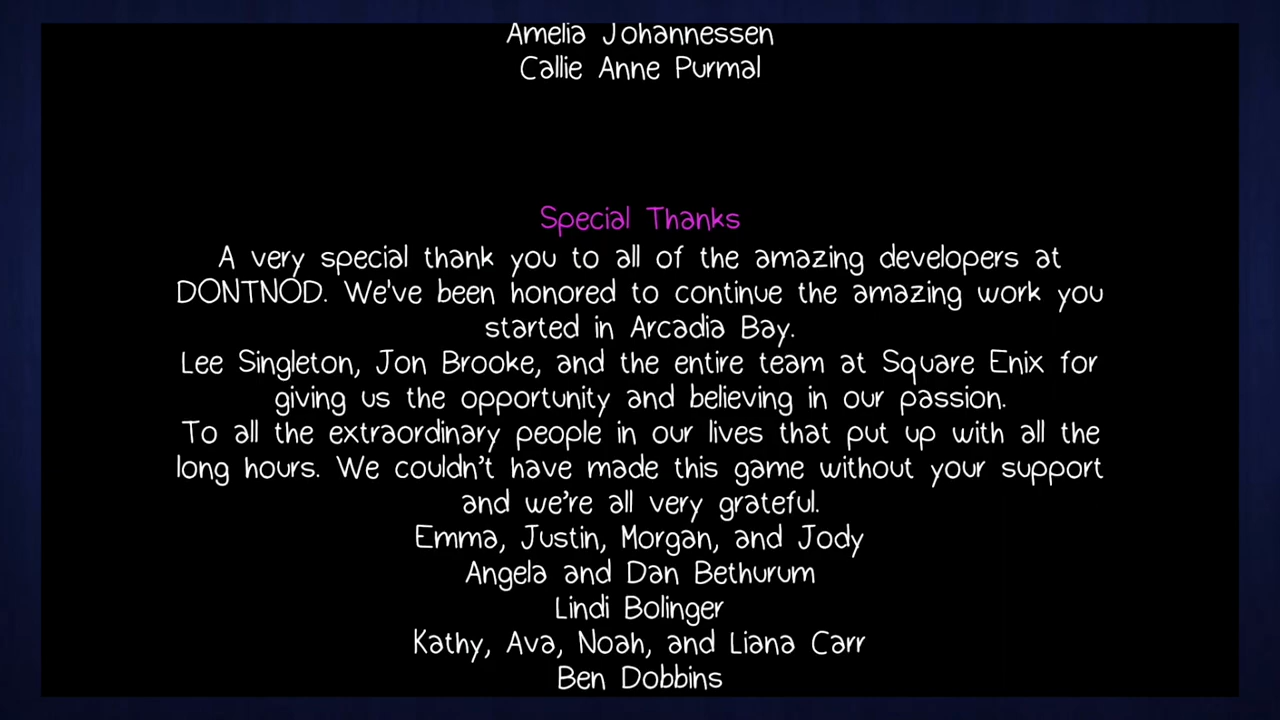 Amelia Johannessen
Callie Anne Purmal
Special Thanks
A very special thank you to all of the amazing developers at
DONTNOD. We've been honored to continue the amazing work you
started in Arcadia Bay.
Lee Singleton, Jon Brooke, and the entire team at Square Enix for
giving us the opportunity and believing in our passion.
To all the extraordinary people in our lives that put up with all the
long hours. We couldn’t have made this game without your support
and we’re all very grateful.
Emma, Justin, Morgan, and Jody
Angela and Dan Bethurum
Lindi Bolinger
Kathy, Ava, Noah, and Liana Carr
Ben Dobbins